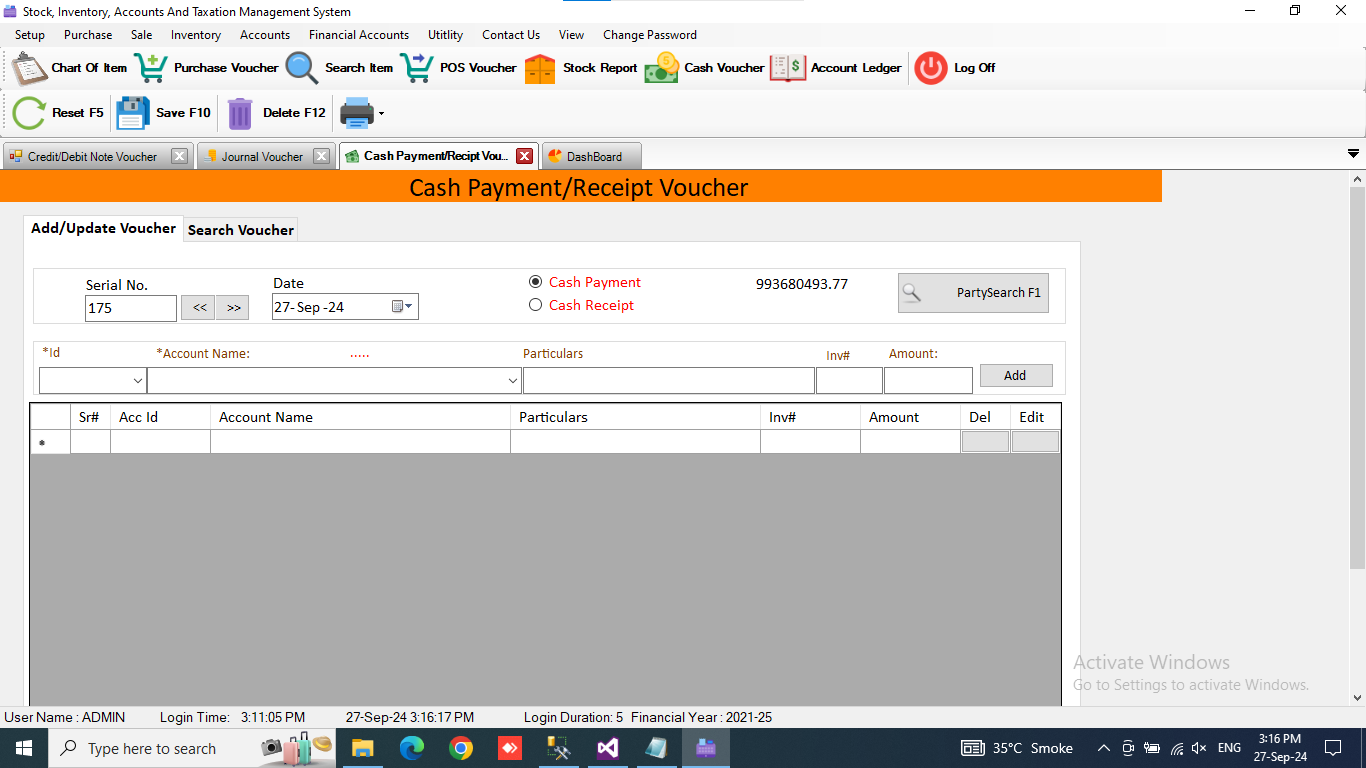 Stock, Inventory, Accounts And Taxation Management System
Setup Purchase Sale Inventory Accounts Financial Accounts Utitlity Contact Us View Change Password
Chart Of Item Purchase Voucher Search Item POS Voucher Stock Report Cash Voucher Account Ledger Log Off
Reset F5 Save F10 Delete F12
Credit/Debit Note Voucher Journal Voucher Cash Payment/Recipt Vou... DashBoard
Cash Payment/Receipt Voucher
Add/Update Voucher Search Voucher
Serial No. Date Cash Payment 993680493.77 PartySearch F1
175 << >> 27-Sep-24 Cash Receipt
*Id *Account Name: ..... Particulars Inv# Amount:
Add
Sr# Acc Id Account Name Particulars Inv# Amount Del Edit
*
Activate Windows
Go to Settings to activate Windows.
User Name : ADMIN Login Time: 3:11:05 PM 27-Sep-24 3:16:17 PM Login Duration: 5 Financial Year : 2021-25
Type here to search 35°C Smoke ENG 3:16 PM
27-Sep-24